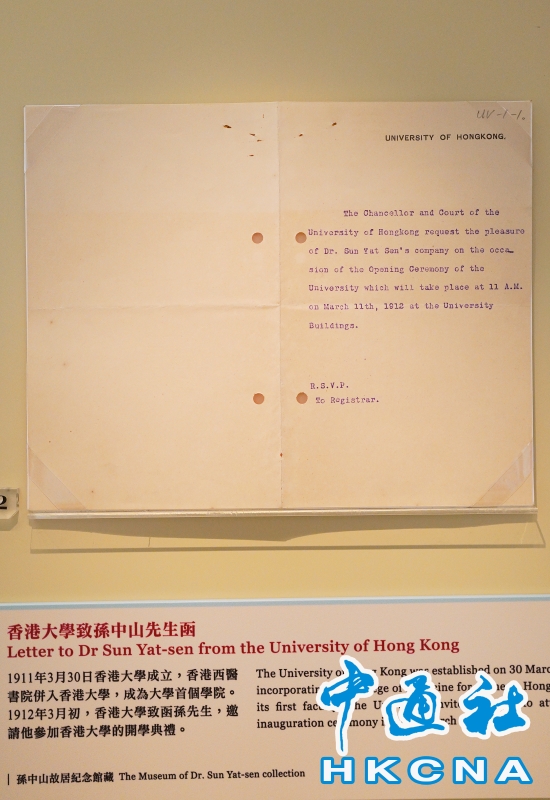 UV-1-1.
UNIVERSITY OF HONGKONG.
The Chancellor and Court of the
University of Hongkong request the pleasure
of Dr. Sun Yat Sen's company on the occa-
sion of the Opening Ceremony of the
University which will take place at 11 A.M.
on March 11th, 1912 at the University
Buildings.
R.S.V.P.
To Registrar.
2
香港大學致孫中山先生函
Letter to Dr Sun Yat-sen from the University of Hong Kong
1911年3月30日香港大學成立，香港西醫
書院併入香港大學，成為大學首個學院。
1912年3月初，香港大學致函孫先生，邀
請他參加香港大學的開學典禮。
The University of Hong Kong was established on 30 Marc
incorporating
its first
inauguration ceremony
孫中山故居紀念館藏 The Museum of Dr. Sun Yat-sen collection
中通社
HKCNA